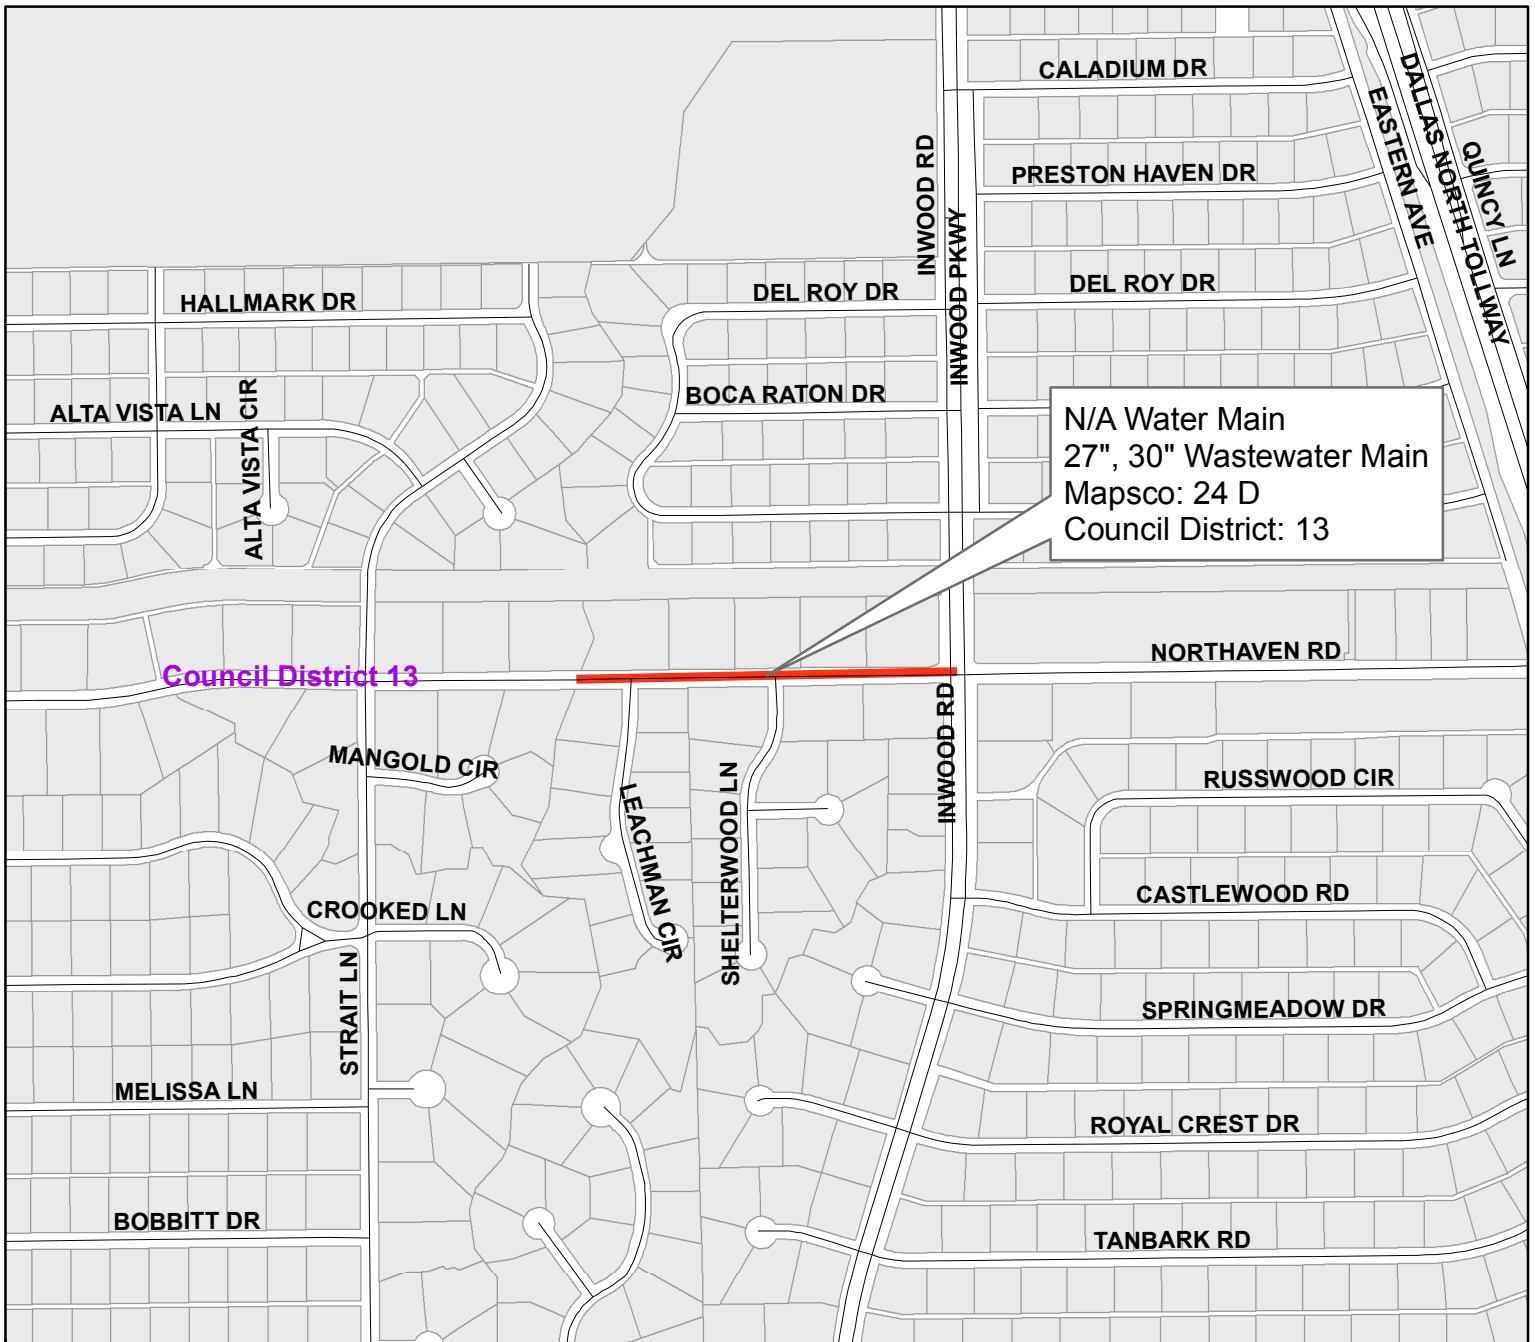 CALADIUM DR
DALLAS NORTH TOLLWAY
EASTERN AVE
QUINCY LN
INWOOD RD
PRESTON HAVEN DR
INWOOD PKWY
HALLMARK DR
DEL ROY DR
DEL ROY DR
ALTA VISTA LN
ALTA VISTA CIR
BOCA RATON DR
N/A Water Main
27", 30" Wastewater Main
Mapsco: 24 D
Council District: 13
Council District 13
NORTHAVEN RD
INWOOD RD
MANGOLD CIR
LEACHMAN CIR
SHELTERWOOD LN
RUSSWOOD CIR
CROOKED LN
CASTLEWOOD RD
STRAIT LN
SPRINGMEADOW DR
MELISSA LN
ROYAL CREST DR
BOBBITT DR
TANBARK RD